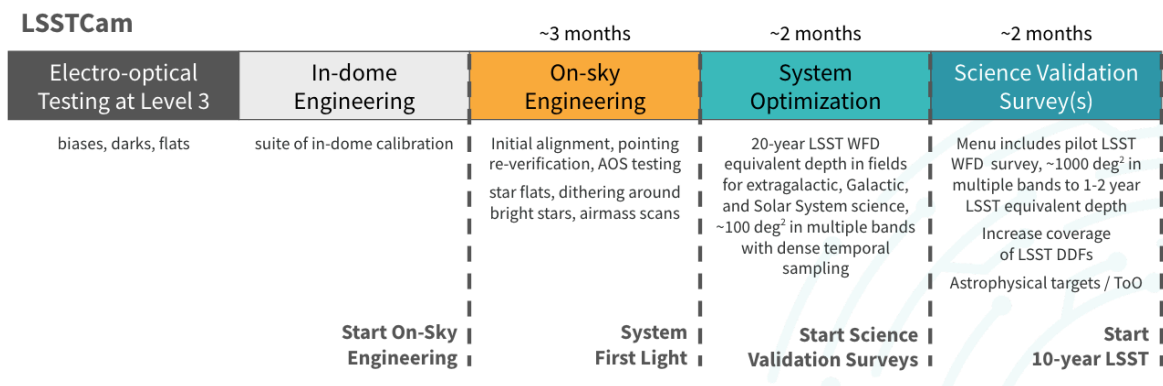 LSSTCam
~3 months
~2 months
~2 months
Electro-optical
Testing at Level 3
In-dome
Engineering
On-sky
Engineering
System
Optimization
Science Validation
Survey(s)
biases, darks, flats
suite of in-dome calibration
Initial alignment, pointing
re-verification, AOS testing
star flats, dithering around
bright stars, airmass scans
20-year LSST WFD
equivalent depth in fields
for extragalactic, Galactic,
and Solar System science,
~100 deg² in multiple bands
with dense temporal
sampling
Menu includes pilot LSST
WFD survey, ~1000 deg² in
multiple bands to 1-2 year
LSST equivalent depth
Increase coverage
of LSST DDFs
Astrophysical targets / ToO
Start On-Sky
Engineering
System
First Light
Start Science
Validation Surveys
Start
10-year LSST